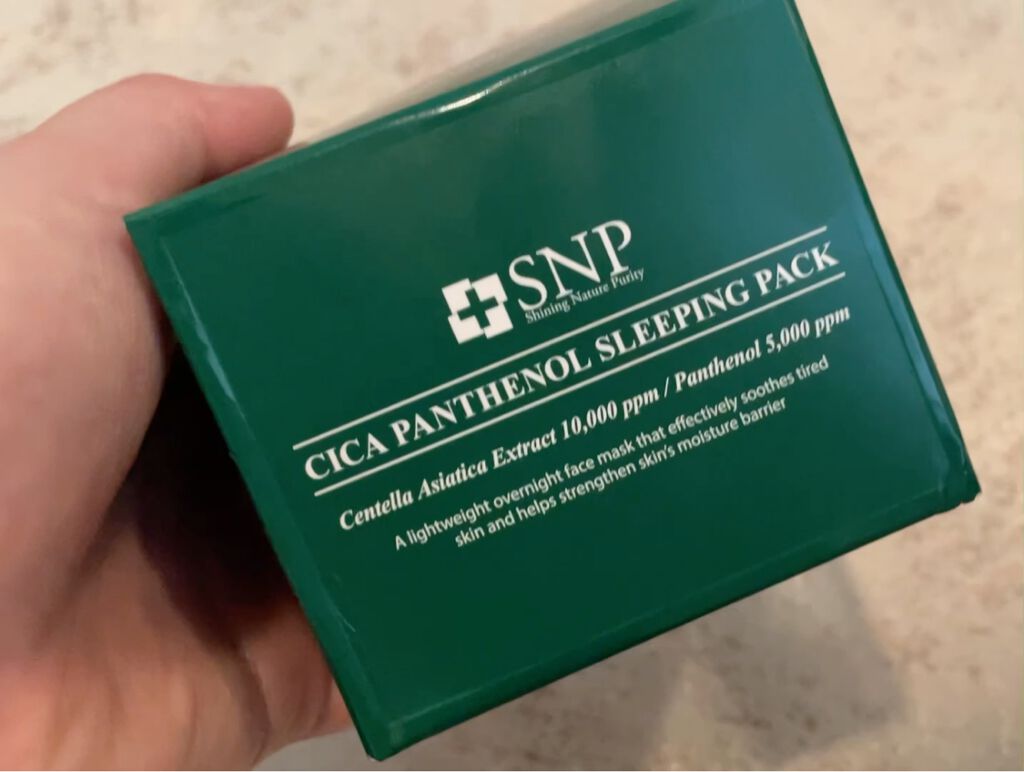 SNP
Shining Nature Purity
CICA PANTHENOL SLEEPING PACK
Centella Asiatica Extract 10,000 ppm / Panthenol 5,000 ppm
A lightweight overnight face mask that effectively soothes tired
skin and helps strengthen skin's moisture barrier